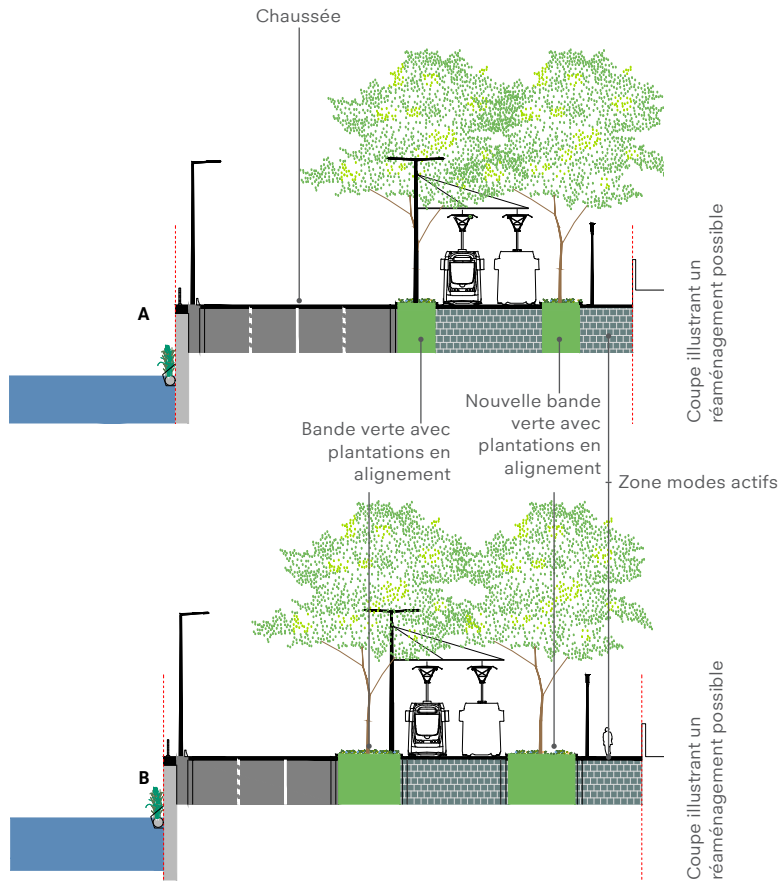 Chaussée
A
Coupe illustrant un
réaménagement possible
Bande verte avec
plantations en
alignement
Nouvelle bande
verte avec
plantations en
alignement
Zone modes actifs
B
Coupe illustrant un
réaménagement possible